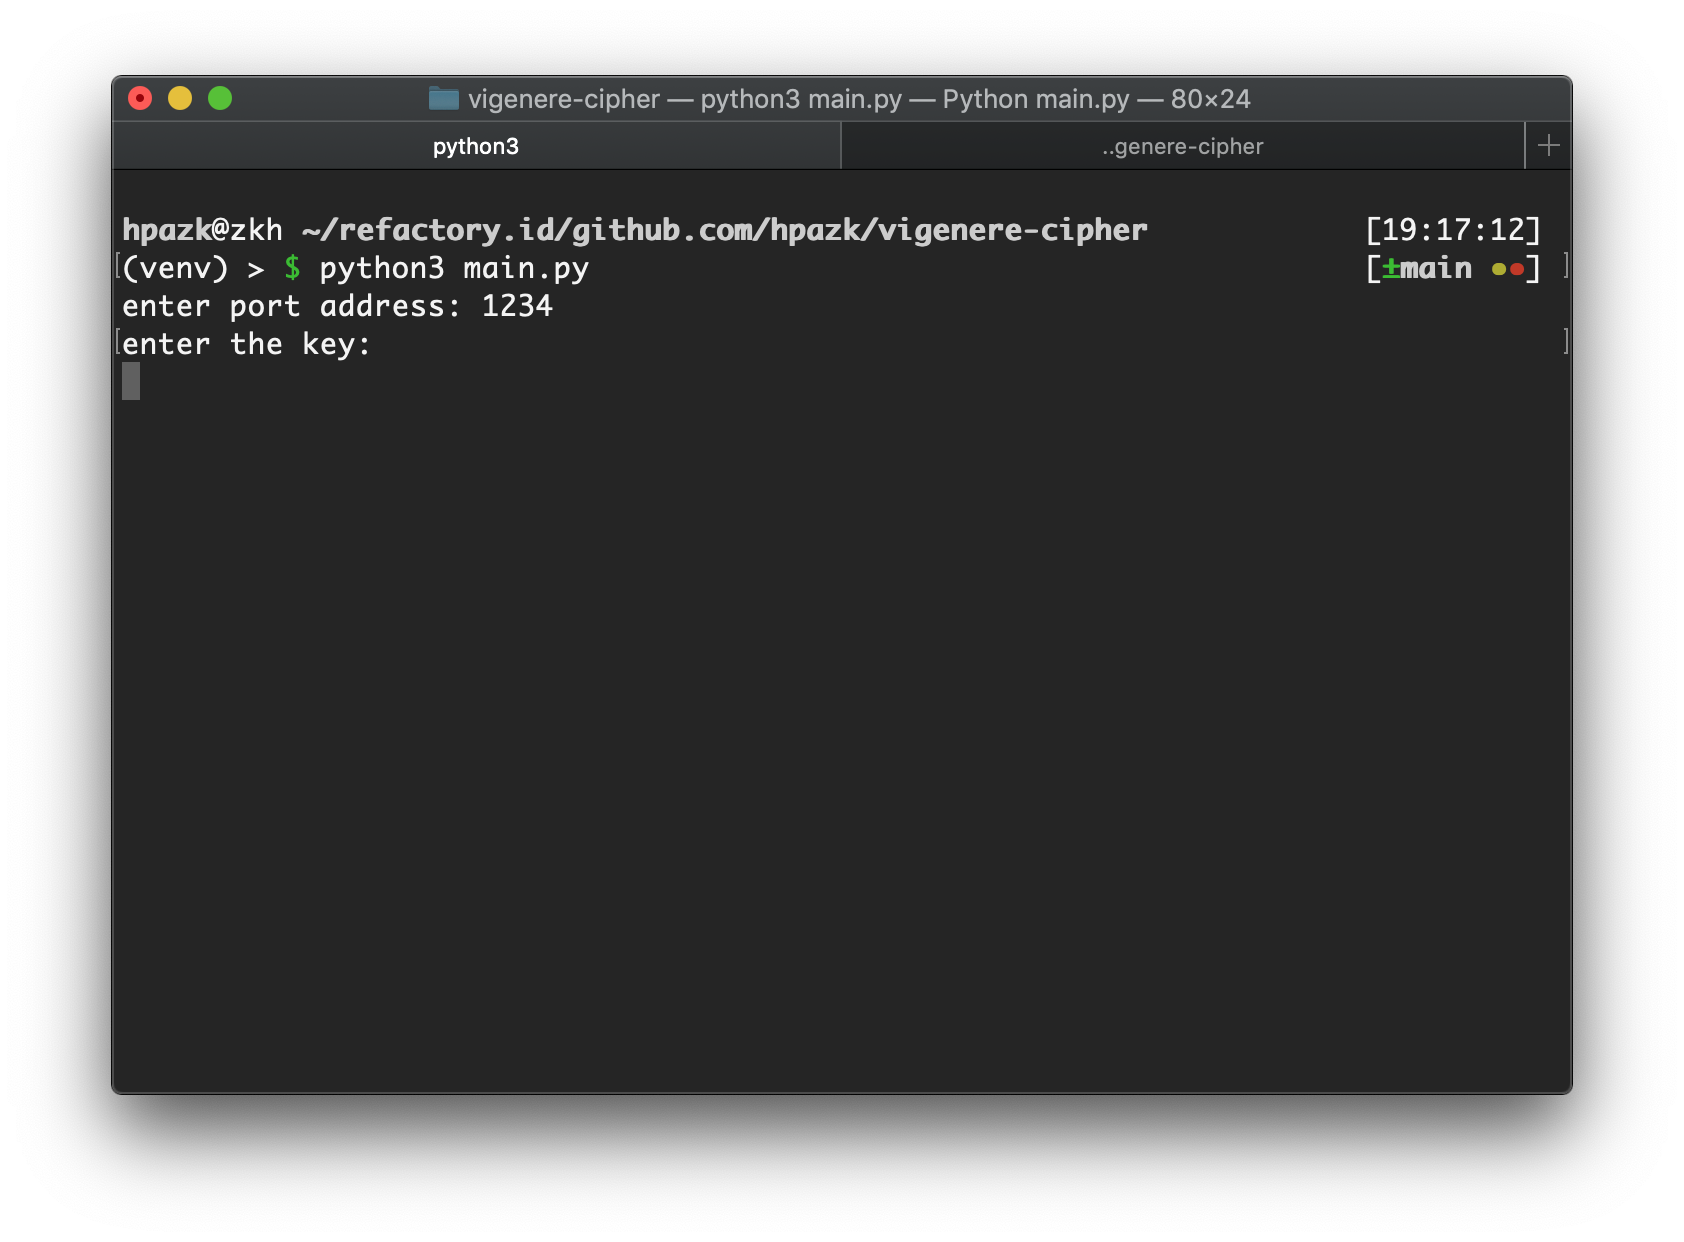 vigenere-cipher — python3 main.py — Python main.py — 80×24
python3 ..genere-cipher
hpazk@zkh ~/refactory.id/github.com/hpazk/vigenere-cipher [19:17:12]
(venv) > $ python3 main.py [±main ●●]
enter port address: 1234
enter the key: